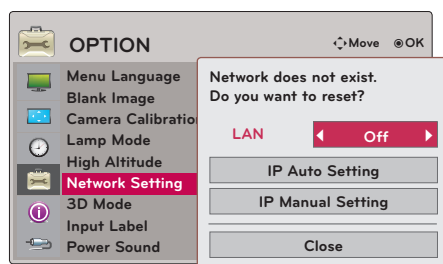 OPTION
Move OK
Menu Language
Blank Image
Camera Calibratio
Lamp Mode
High Altitude
Network Setting
3D Mode
Input Label
Power Sound
Network does not exist.
Do you want to reset?
LAN Off
IP Auto Setting
IP Manual Setting
Close